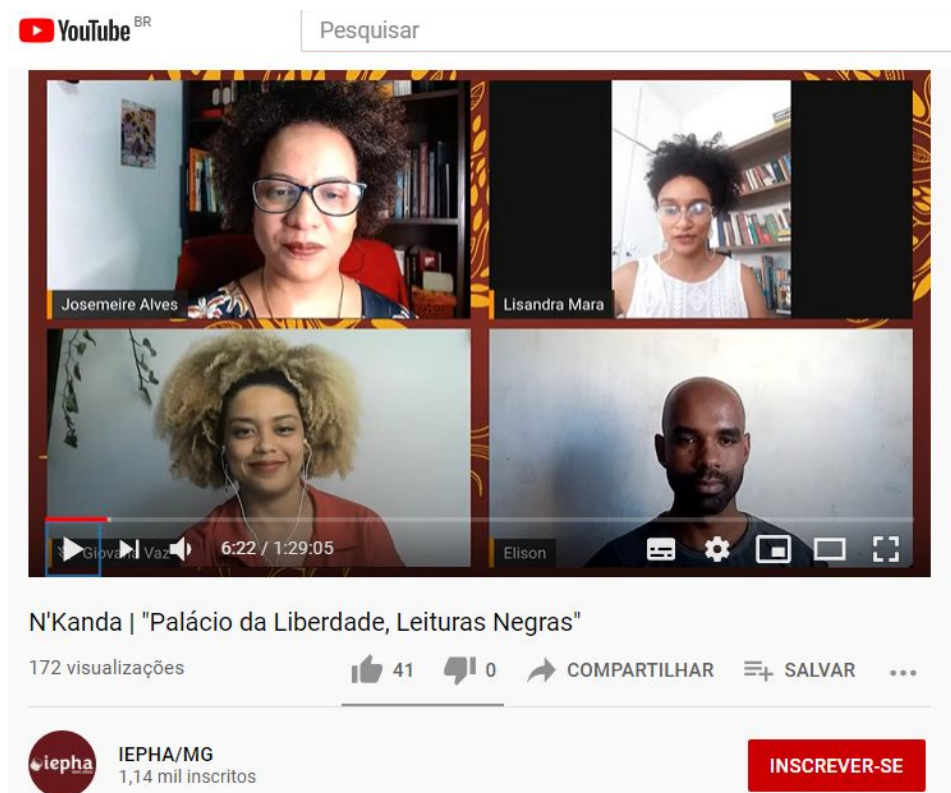 YouTube BR
Pesquisar
Josemeire Alves
Lisandra Mara
Giovana Vaz
6:22 / 1:29:05
Elison
N'Kanda | "Palácio da Liberdade, Leituras Negras"
172 visualizações
41
0
COMPARTILHAR
SALVAR
iepha
IEPHA/MG
1,14 mil inscritos
INSCREVER-SE